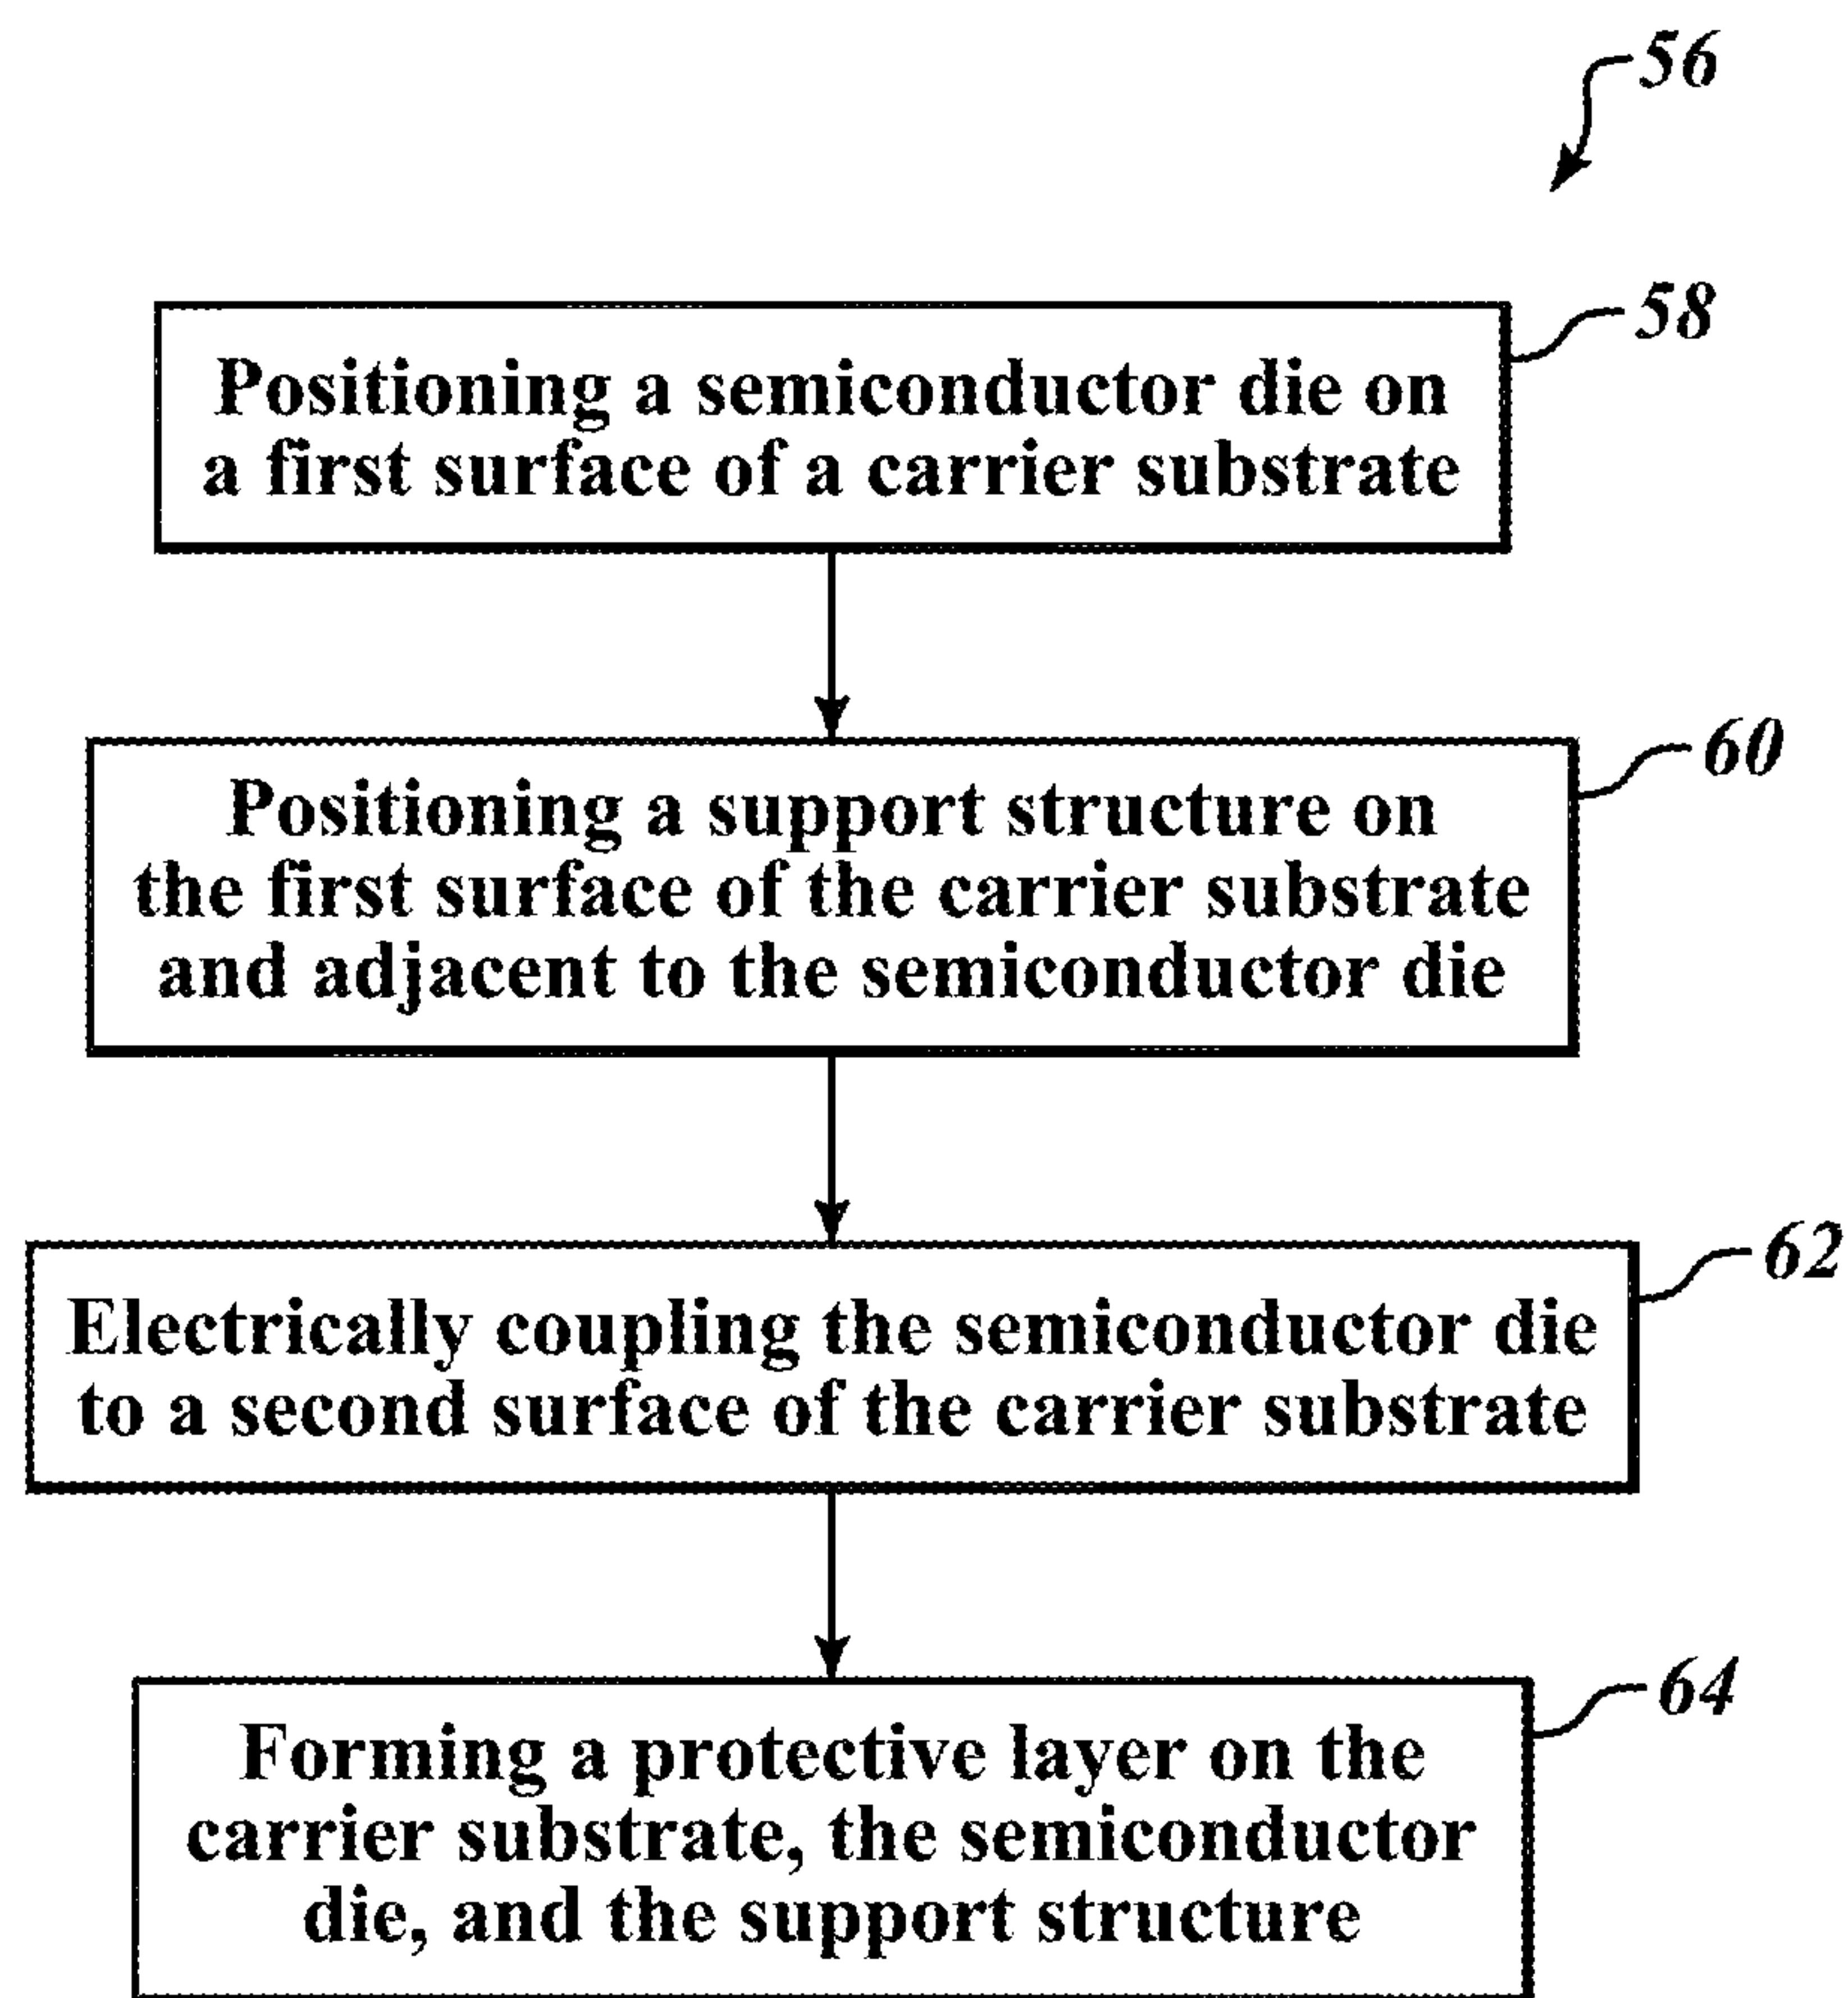 56
58
Positioning a semiconductor die on
a first surface of a carrier substrate
60
Positioning a support structure on
the first surface of the carrier substrate
and adjacent to the semiconductor die
62
Electrically coupling the semiconductor die
to a second surface of the carrier substrate
64
Forming a protective layer on the
carrier substrate, the semiconductor
die, and the support structure